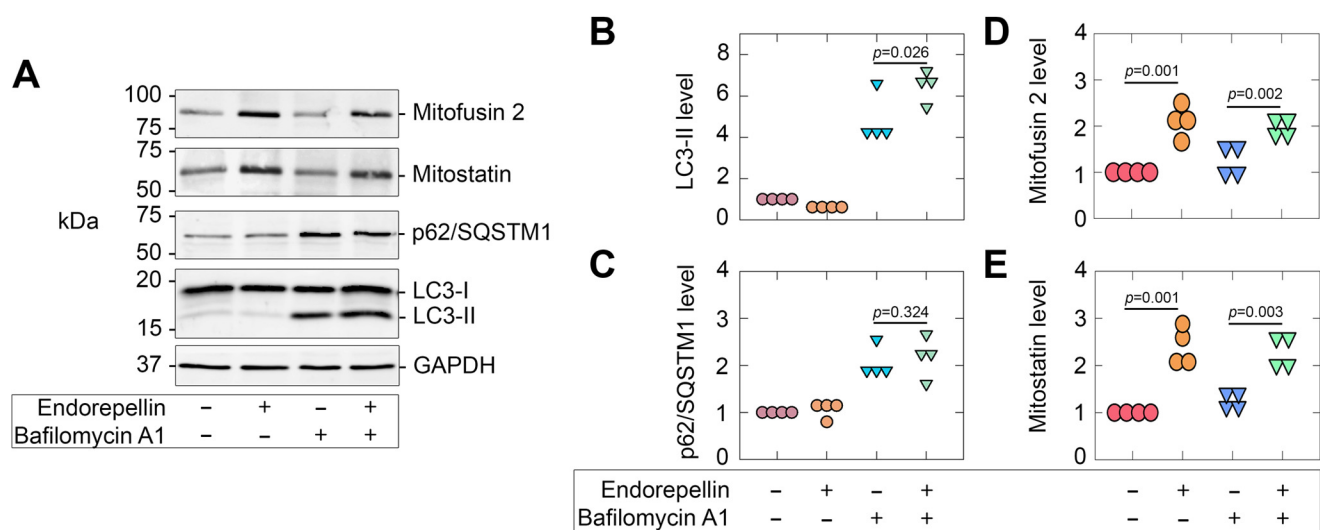 A
kDa
100
75
Mitofusin 2
75
50
Mitostatin
75
50
p62/SQSTM1
20
15
LC3-I
LC3-II
37
GAPDH
Endorepellin – + – +
Bafilomycin A1 – – + +
B
LC3-II level
8
6
4
2
0
p=0.026
C
p62/SQSTM1 level
4
3
2
1
0
p=0.324
D
Mitofusin 2 level
4
3
2
1
0
p=0.001
p=0.002
E
Mitostatin level
4
3
2
1
0
p=0.001
p=0.003
Endorepellin – + – + – + – +
Bafilomycin A1 – – + + – – + +